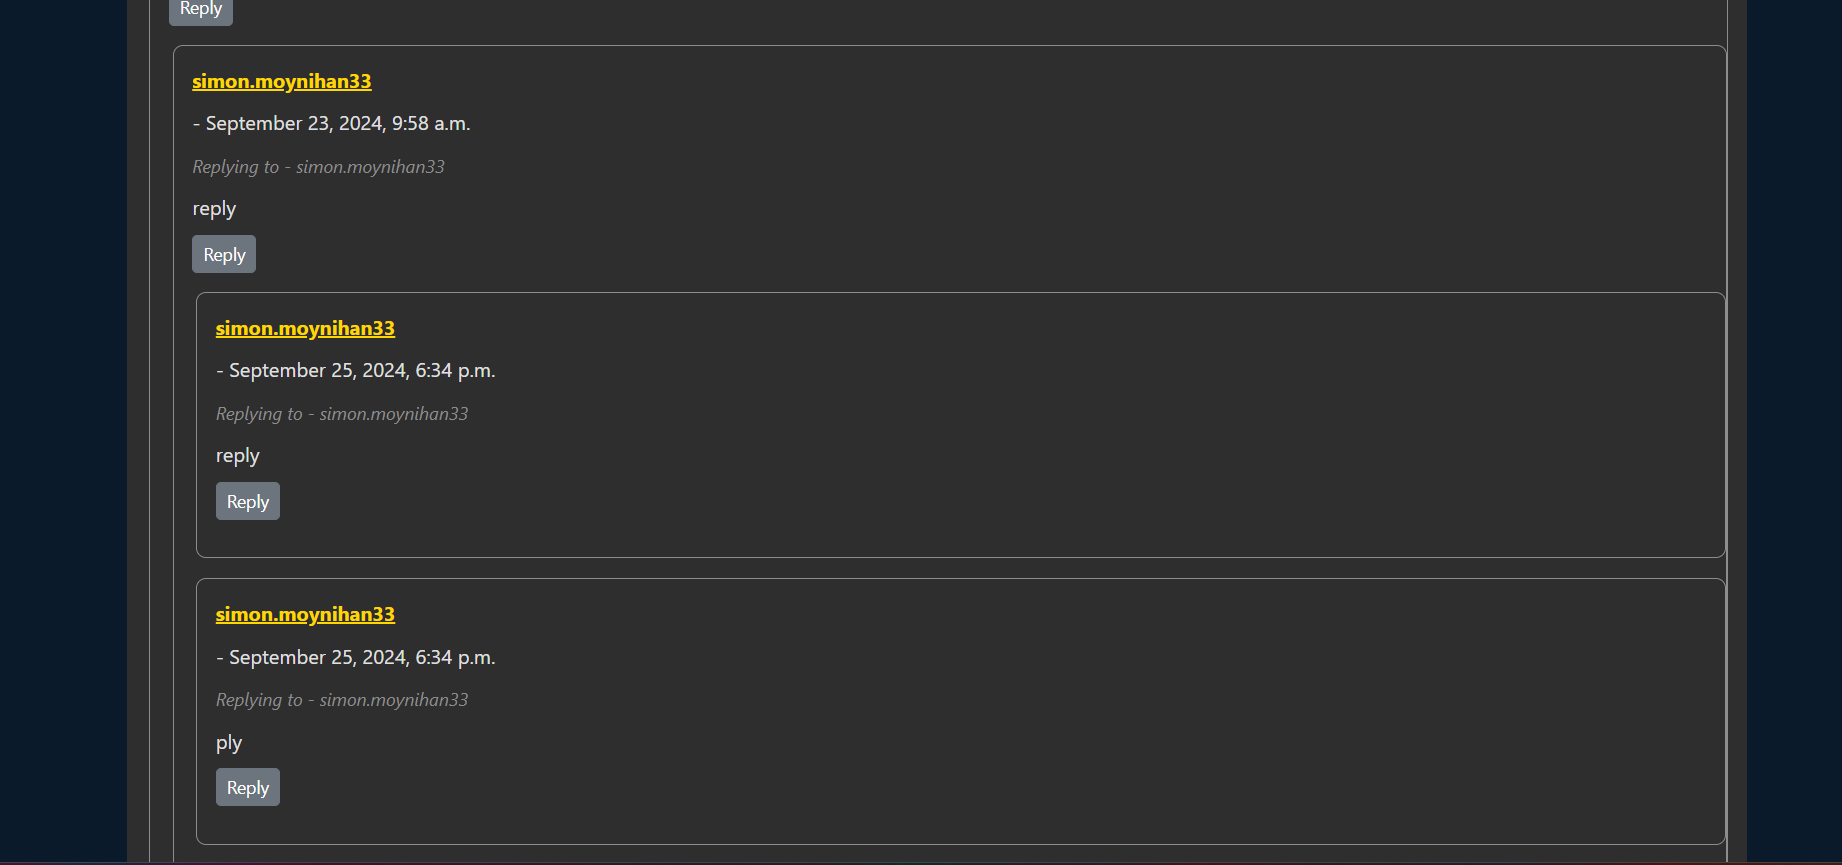 Reply
simon.moynihan33
- September 23, 2024, 9:58 a.m.
Replying to - simon.moynihan33
reply
Reply
simon.moynihan33
- September 25, 2024, 6:34 p.m.
Replying to - simon.moynihan33
reply
Reply
simon.moynihan33
- September 25, 2024, 6:34 p.m.
Replying to - simon.moynihan33
ply
Reply